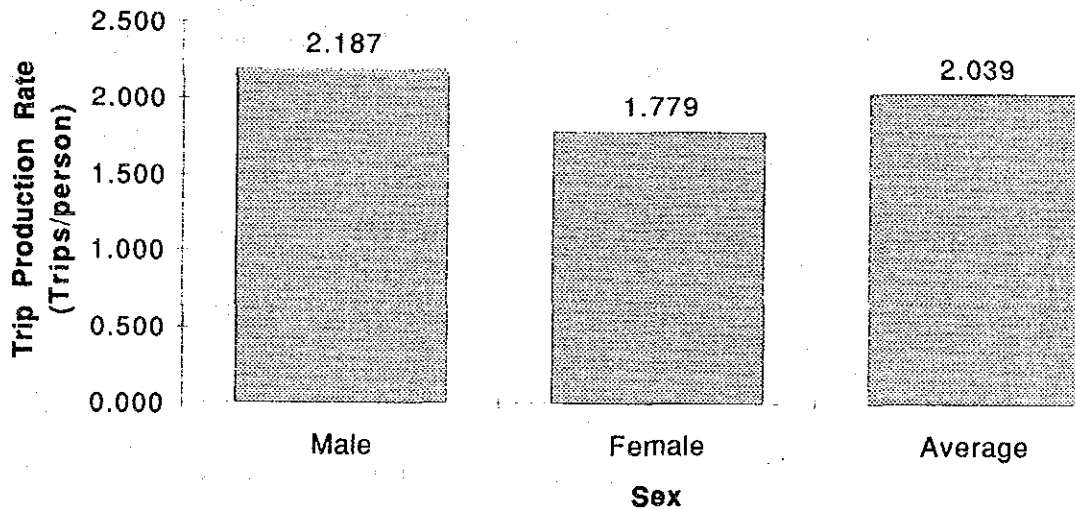 2.500
2.000
1.500
1.000
0.500
0.000
Trip Production Rate
(Trips/person)
2.187
1.779
2.039
Male
Female
Average
Sex